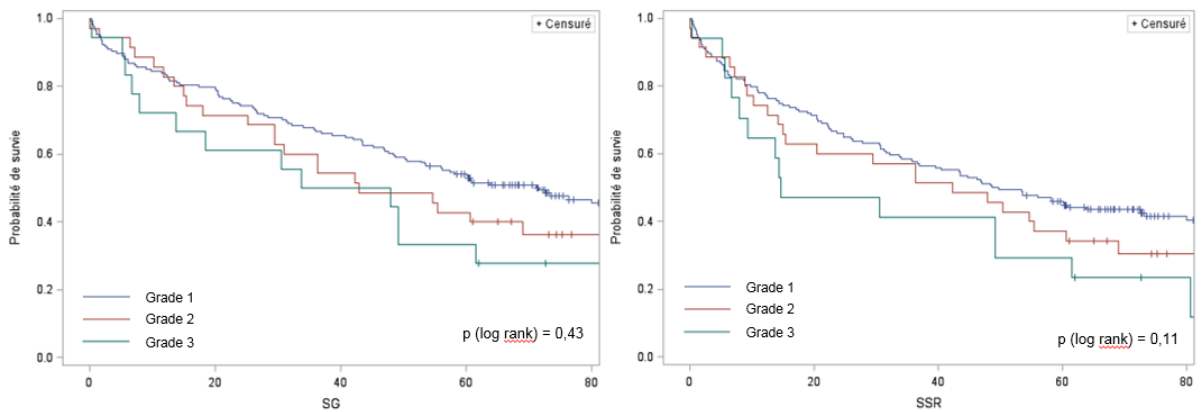 + Censuré
1.0
0.8
0.6
0.4
0.2
0.0
Probabilité de survie
Grade 1
Grade 2
Grade 3
p (log rank) = 0,43
0 20 40 60 80
SG
+ Censuré
1.0
0.8
0.6
0.4
0.2
0.0
Probabilité de survie
Grade 1
Grade 2
Grade 3
p (log rank) = 0,11
0 20 40 60 80
SSR